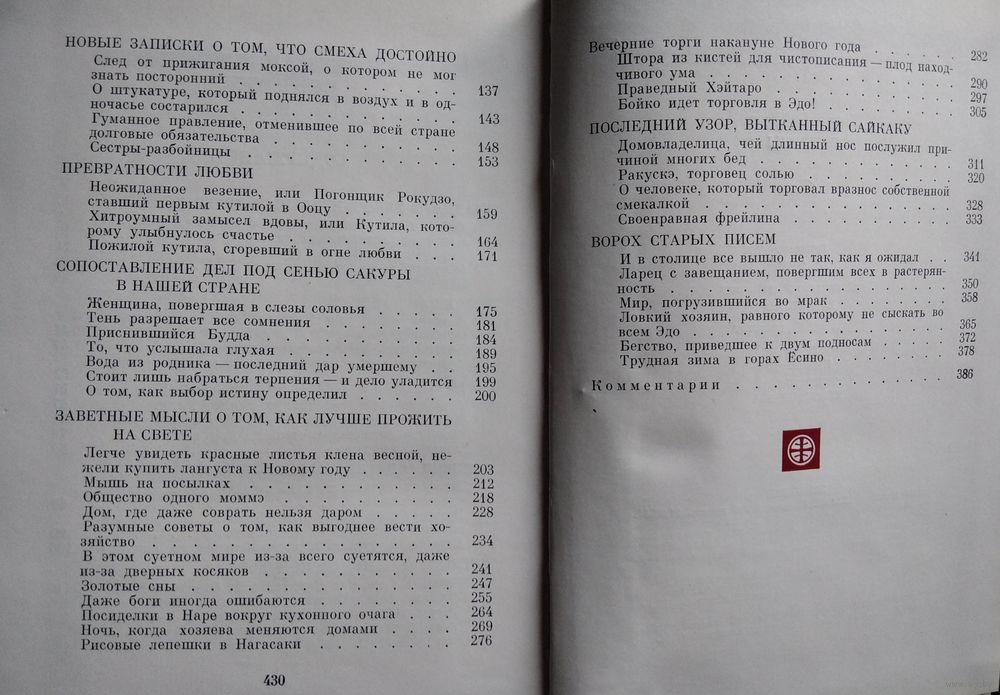 НОВЫЕ ЗАПИСКИ О ТОМ, ЧТО СМЕХА ДОСТОЙНО
След от прижигания моксой, о котором не мог
знать посторонний . . . . . . . . . . . . 137
О штукатуре, который поднялся в воздух и в од-
ночасье состарился . . . . . . . . . . . . 143
Гуманное правление, отменившее по всей стране
долговые обязательства . . . . . . . . . . 148
Сестры-разбойницы . . . . . . . . . . . . 153
ПРЕВРАТНОСТИ ЛЮБВИ
Неожиданное везение, или Погонщик Рокудзо,
ставший первым кутилой в Ооцу . . . . . . . 159
Хитроумный замысел вдовы, или Кутила, кото-
рому улыбнулось счастье . . . . . . . . . . 164
Пожилой кутила, сгоревший в огне любви . . . 171
СОПОСТАВЛЕНИЕ ДЕЛ ПОД СЕНЬЮ САКУРЫ
В НАШЕЙ СТРАНЕ
Женщина, повергшая в слезы соловья . . . . . 175
Тень разрешает все сомнения . . . . . . . 181
Приснившийся Будда . . . . . . . . . . . 184
То, что услышала глухая . . . . . . . . . 189
Вода из родника — последний дар умершему . . 195
Стоит лишь набраться терпения — и дело уладится 199
О том, как выбор истину определил . . . . . . 200
ЗАВЕТНЫЕ МЫСЛИ О ТОМ, КАК ЛУЧШЕ ПРОЖИТЬ
НА СВЕТЕ
Легче увидеть красные листья клена весной, не-
жели купить лангуста к Новому году . . . . . . 203
Мышь на посылках . . . . . . . . . . . . 212
Общество одного моммэ . . . . . . . . . . 218
Дом, где даже соврать нельзя даром . . . . . 228
Разумные советы о том, как выгоднее вести хо-
зяйство . . . . . . . . . . . . . . . . 234
В этом суетном мире из-за всего суетятся, даже
из-за дверных косяков . . . . . . . . . . . 241
Золотые сны . . . . . . . . . . . . . . . 247
Даже боги иногда ошибаются . . . . . . . . 255
Посиделки в Наре вокруг кухонного очага . . . 264
Ночь, когда хозяева меняются домами . . . . 269
Рисовые лепешки в Нагасаки . . . . . . . . 276
430
Вечерние торги накануне Нового года . . . . . 282
Штора из кистей для чистописания — плод наход-
чивого ума . . . . . . . . . . . . . . . 290
Праведный Хэйтаро . . . . . . . . . . . . 297
Бойко идет торговля в Эдо! . . . . . . . . 305
ПОСЛЕДНИЙ УЗОР, ВЫТКАННЫЙ САЙКАКУ
Домовладелица, чей длинный нос послужил при-
чиной многих бед . . . . . . . . . . . . 311
Ракускэ, торговец солью . . . . . . . . . . 320
О человеке, который торговал вразнос собственной
смекалкой . . . . . . . . . . . . . . . 328
Своенравная фрейлина . . . . . . . . . . . 333
ВОРОХ СТАРЫХ ПИСЕМ
И в столице все вышло не так, как я ожидал . . 341
Ларец с завещанием, повергшим всех в растерян-
ность . . . . . . . . . . . . . . . . . 350
Мир, погрузившийся во мрак . . . . . . . . 358
Ловкий хозяин, равного которому не сыскать во
всем Эдо . . . . . . . . . . . . . . . . 365
Бегство, приведшее к двум подносам . . . . . 372
Трудная зима в горах Ёсино . . . . . . . . 378
Комментарии . . . . . . . . . . . . . . . 386